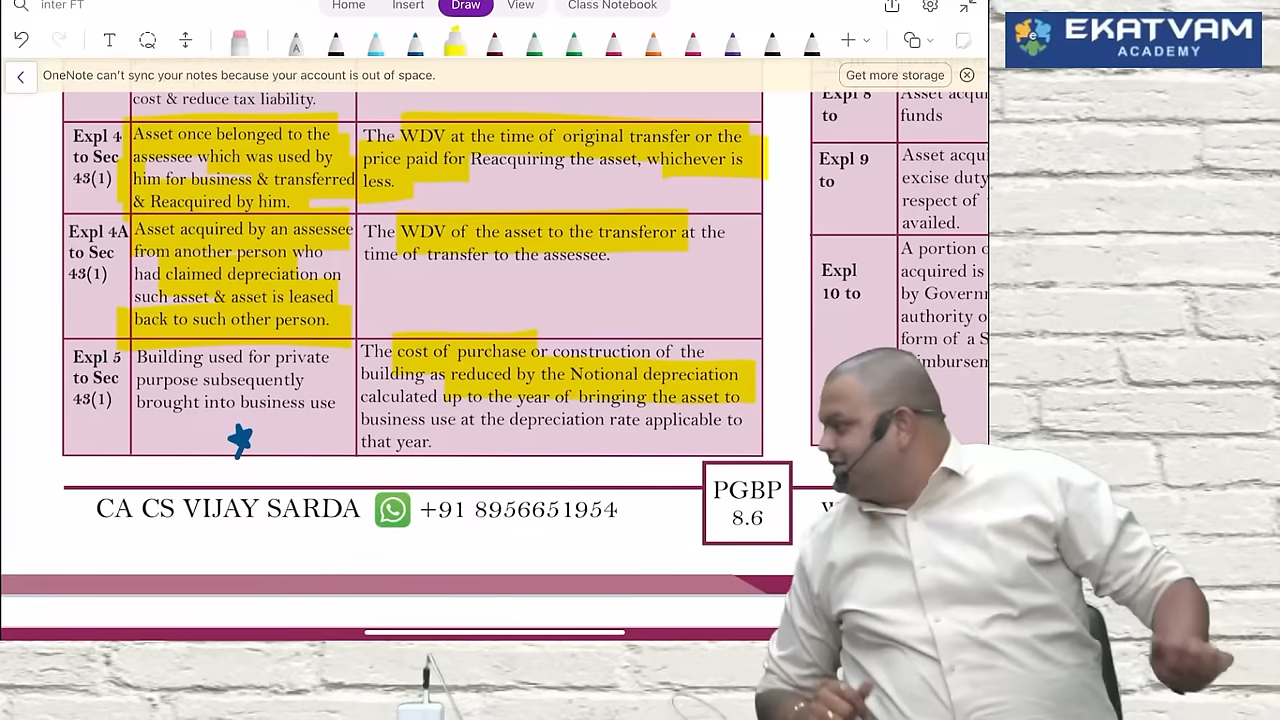 inter FT
Home Insert Draw View Class Notebook
OneNote can't sync your notes because your account is out of space.
Get more storage
EKATVAM
ACADEMY
cost & reduce tax liability.
Expl 4
to Sec
43(1)
Asset once belonged to the
assessee which was used by
him for business & transferred
& Reacquired by him.
The WDV at the time of original transfer or the
price paid for Reacquiring the asset, whichever is
less.
Expl 4A
to Sec
43(1)
Asset acquired by an assessee
from another person who
had claimed depreciation on
such asset & asset is leased
back to such other person.
The WDV of the asset to the transferor at the
time of transfer to the assessee.
Expl 5
to Sec
43(1)
Building used for private
purpose subsequently
brought into business use
The cost of purchase or construction of the
building as reduced by the Notional depreciation
calculated up to the year of bringing the asset to
business use at the depreciation rate applicable to
that year.
CA CS VIJAY SARDA +91 8956651954
PGBP
8.6
Expl 8
to
Asset acqui
funds
Expl 9
to
Asset acqui
excise duty
respect of
availed.
Expl
10 to
A portion o
acquired is
by Govern
authority o
form of a S